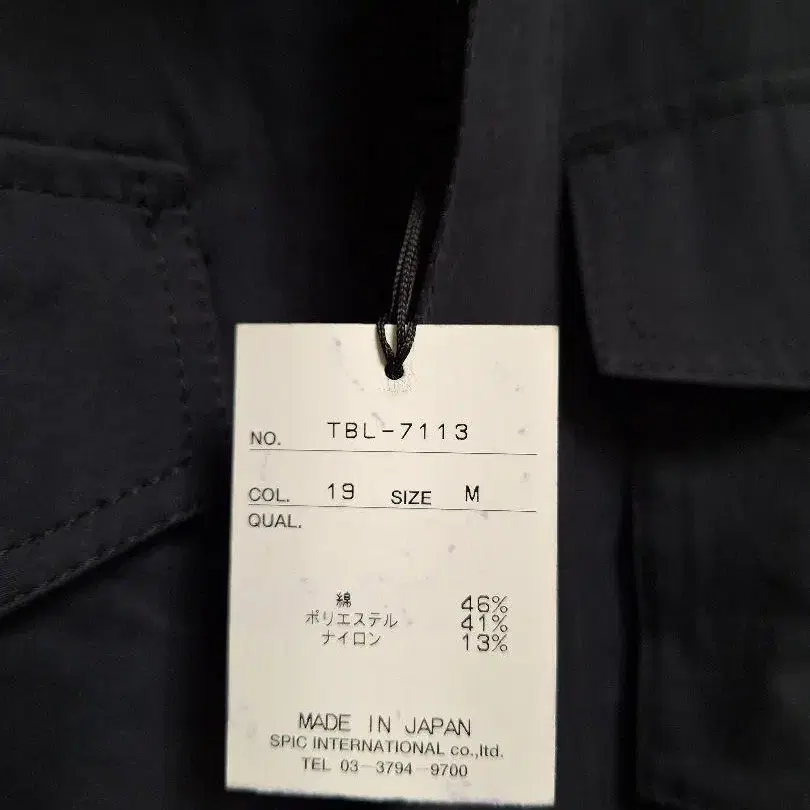 NO. TBL-7113
COL. 19 SIZE M
QUAL.
綿 46%
ポリエステル 41%
ナイロン 13%
MADE IN JAPAN
SPIC INTERNATIONAL co.,ltd.
TEL 03-3794-9700